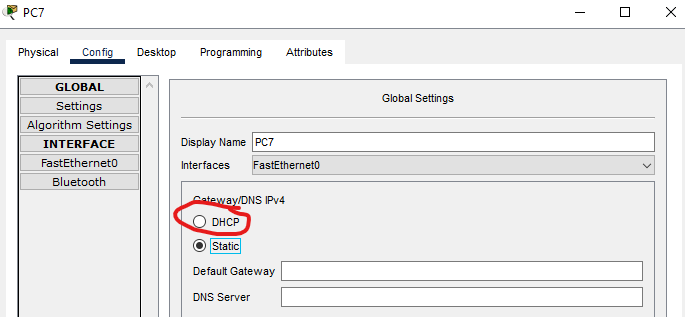 PC7
Physical Config Desktop Programming Attributes
GLOBAL
Settings
Algorithm Settings
INTERFACE
FastEthernet0
Bluetooth
Global Settings
Display Name PC7
Interfaces FastEthernet0
Gateway/DNS IPv4
DHCP
Static
Default Gateway
DNS Server